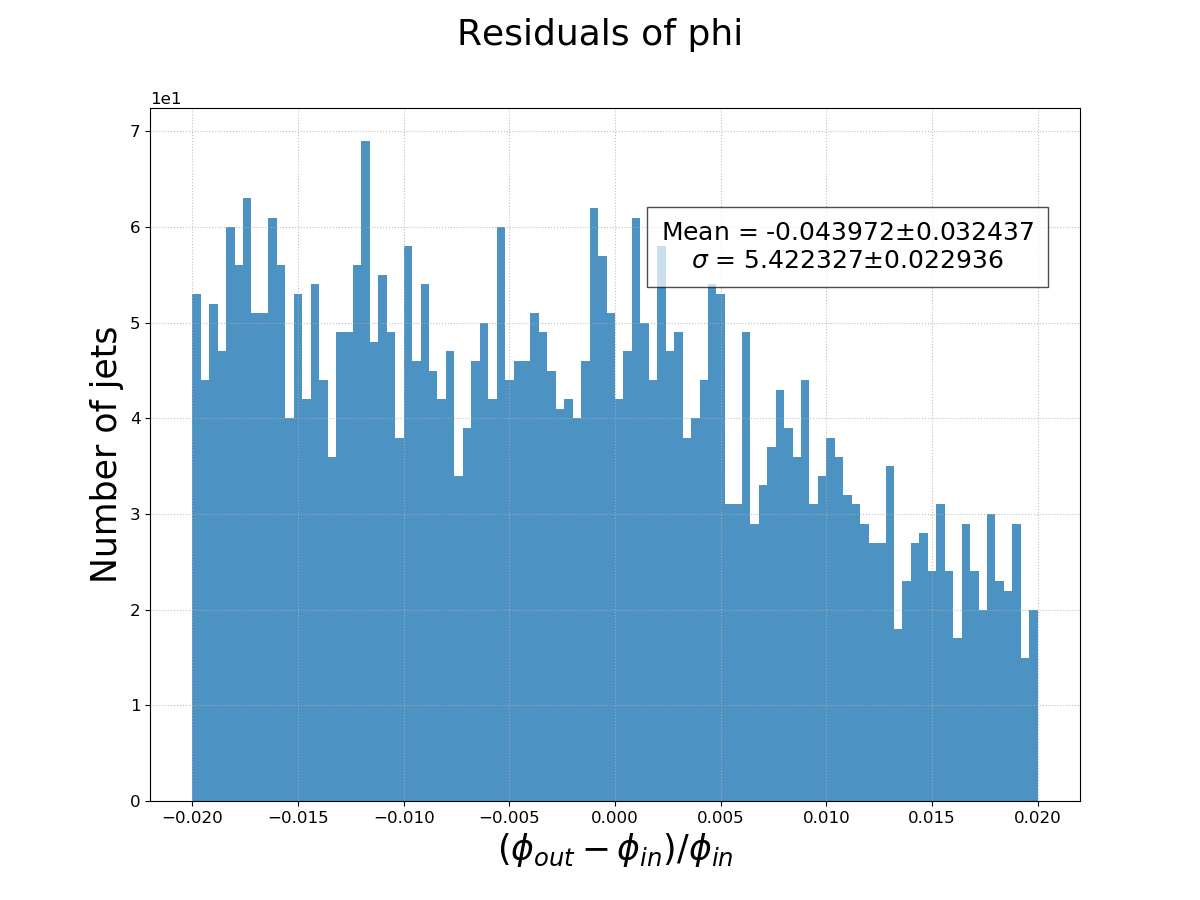 Residuals of phi
1e1
7
6
5
4
3
2
1
0
Number of jets
Mean = -0.043972±0.032437
σ = 5.422327±0.022936
−0.020 −0.015 −0.010 −0.005 0.000 0.005 0.010 0.015 0.020
(ϕout − ϕin)/ϕin